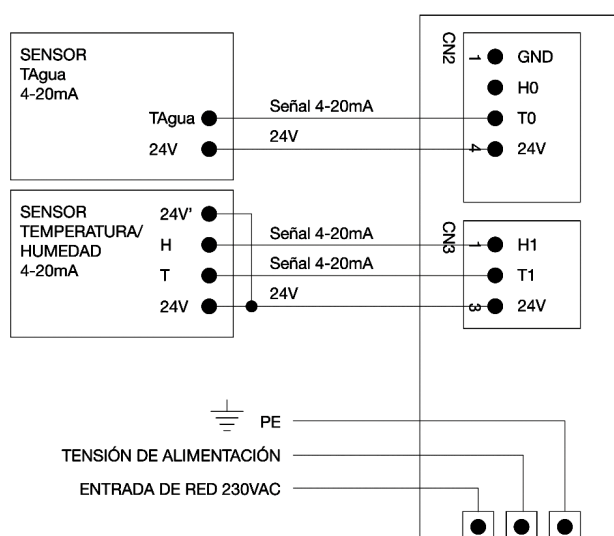 SENSOR
TAgua
4-20mA
TAgua
24V
Señal 4-20mA
24V
CN2
1
GND
H0
T0
4
24V
SENSOR
TEMPERATURA/
HUMEDAD
4-20mA
24V'
H
T
24V
Señal 4-20mA
Señal 4-20mA
24V
CN3
1
H1
T1
3
24V
PE
TENSIÓN DE ALIMENTACIÓN
ENTRADA DE RED 230VAC